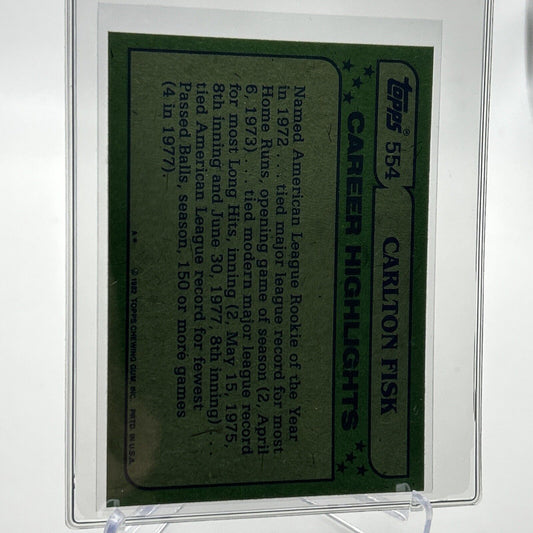 topps® 554 CARLTON FISK
CAREER HIGHLIGHTS
Named American League Rookie of the Year
in 1972 . . . tied major league record for most
Home Runs, opening game of season (2, April
6, 1973) . . . tied modern major league record
for most Long Hits, inning (2, May 15, 1975,
8th inning and June 30, 1977, 8th inning) . . .
tied American League record for fewest
Passed Balls, season, 150 or more games
(4 in 1977).
A* © 1982 TOPPS CHEWING GUM, INC. PRTD. IN U.S.A.